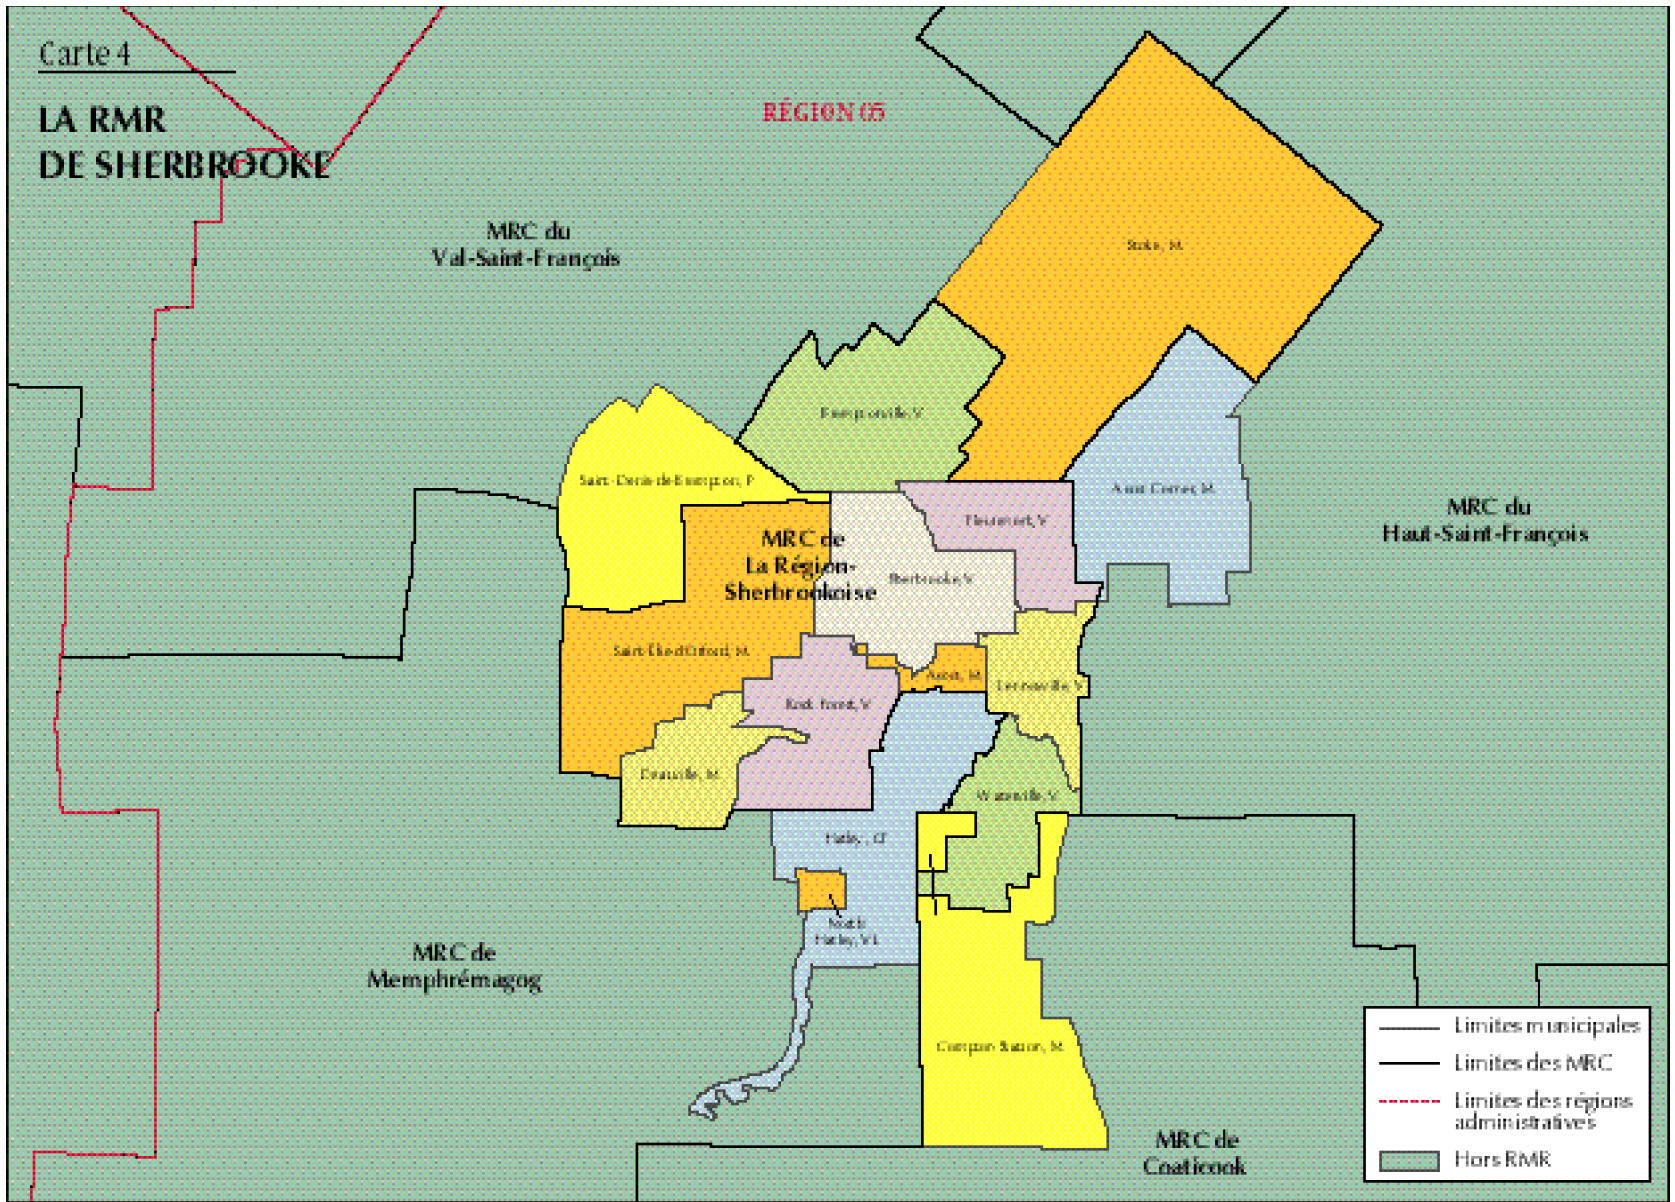 Carte 4
LA RMR
DE SHERBROOKE
RÉGION 05
MRC du
Val-Saint-François
Stoke, M
Bromptonville, V
Saint-Denis-de-Brompton, P
Ascot Corner, M
Fleurimont, V
MRC du
Haut-Saint-François
MRC de
La Région-
Sherbrookoise
Sherbrooke, V
Saint-Élie-d'Orford, M
Ascot, M
Lennoxville, V
Rock Forest, V
Deauville, M
Waterville, V
Hatley, CT
North
Hatley, VL
MRC de
Memphrémagog
Compton Station, M
MRC de
Coaticook
Limites municipales
Limites des MRC
Limites des régions
administratives
Hors RMR